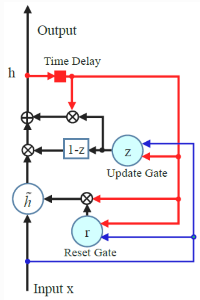 Output
Time Delay
h
1-z
z
Update Gate
h̃
r
Reset Gate
Input x